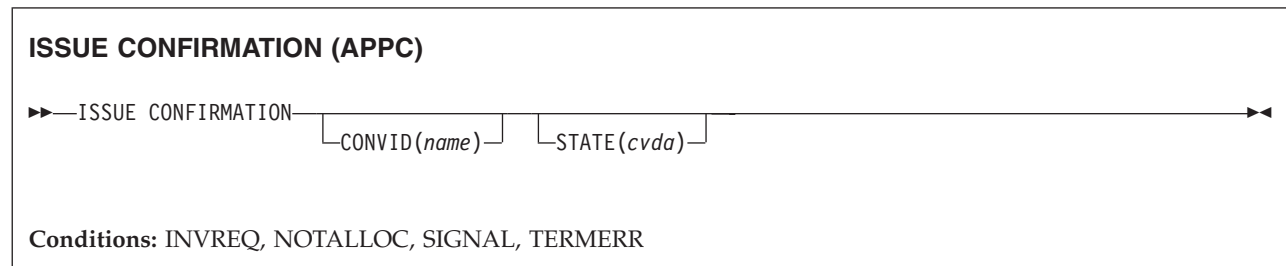 ISSUE CONFIRMATION (APPC)
ISSUE CONFIRMATION
CONVID(name) STATE(cvda)
Conditions: INVREQ, NOTALLOC, SIGNAL, TERMERR